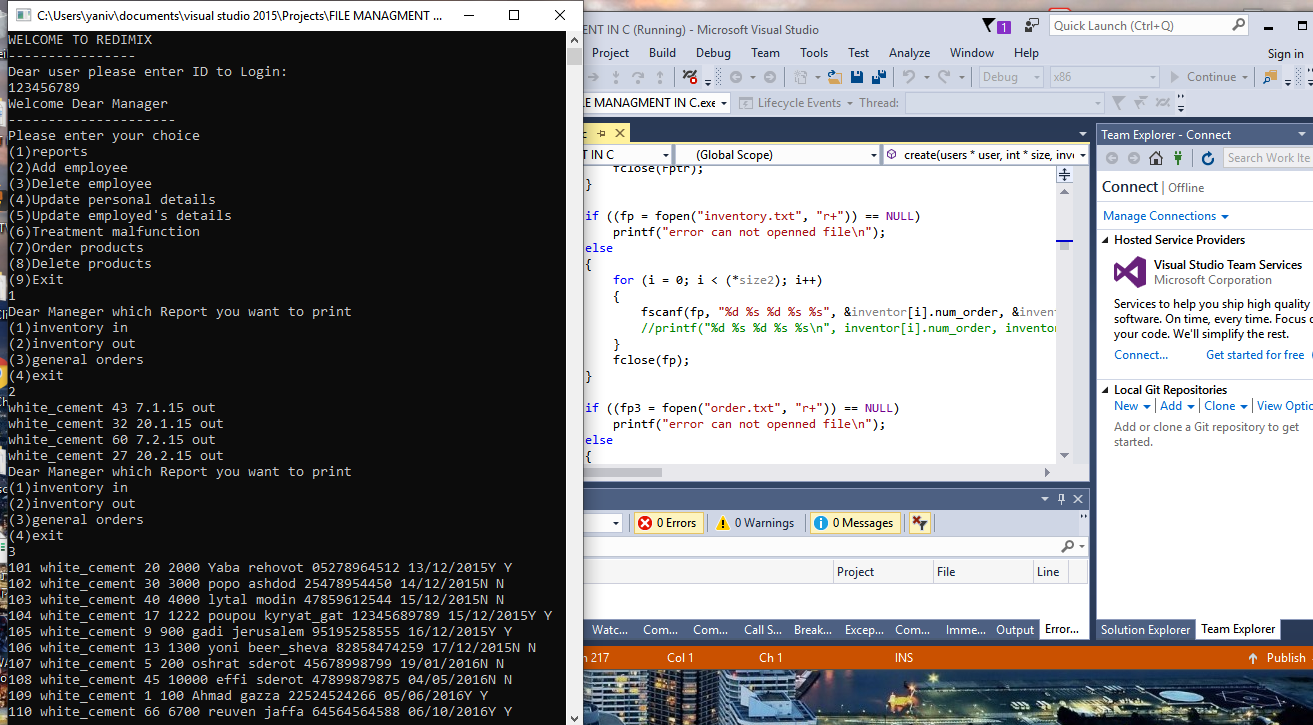 C:\Users\yaniv\documents\visual studio 2015\Projects\FILE MANAGMENT ...
WELCOME TO REDIMIX
----------------
Dear user please enter ID to Login:
123456789
Welcome Dear Manager
---------------------
Please enter your choice
(1)reports
(2)Add employee
(3)Delete employee
(4)Update personal details
(5)Update employed's details
(6)Treatment malfunction
(7)Order products
(8)Delete products
(9)Exit
1
Dear Maneger which Report you want to print
(1)inventory in
(2)inventory out
(3)general orders
(4)exit
2
white_cement 43 7.1.15 out
white_cement 32 20.1.15 out
white_cement 60 7.2.15 out
white_cement 27 20.2.15 out
Dear Maneger which Report you want to print
(1)inventory in
(2)inventory out
(3)general orders
(4)exit
3
101 white_cement 20 2000 Yaba rehovot 05278964512 13/12/2015Y Y
102 white_cement 30 3000 popo ashdod 25478954450 14/12/2015N N
103 white_cement 40 4000 lytal modin 47859612544 15/12/2015N N
104 white_cement 17 1222 poupou kyryat_gat 12345689789 15/12/2015Y Y
105 white_cement 9 900 gadi jerusalem 95195258555 16/12/2015Y Y
106 white_cement 13 1300 yoni beer_sheva 82858474259 17/12/2015N N
107 white_cement 5 200 oshrat sderot 45678998799 19/01/2016N N
108 white_cement 45 10000 effi sderot 47899879875 04/05/2016N N
109 white_cement 1 100 Ahmad gazza 22524524266 05/06/2016Y Y
110 white_cement 66 6700 reuven jaffa 64564564588 06/10/2016Y Y
ENT IN C (Running) - Microsoft Visual Studio
1
Quick Launch (Ctrl+Q)
Project Build Debug Team Tools Test Analyze Window Help
Sign in
Debug x86 Continue
E MANAGMENT IN C.exe Lifecycle Events Thread:
T IN C (Global Scope) create(users * user, int * size, inve
fclose(fptr);
}
if ((fp = fopen("inventory.txt", "r+")) == NULL)
printf("error can not openned file\n");
else
{
for (i = 0; i < (*size2); i++)
{
fscanf(fp, "%d %s %d %s %s", &inventor[i].num_order, &invent
//printf("%d %s %d %s %s\n", inventor[i].num_order, invento
}
fclose(fp);
}
if ((fp3 = fopen("order.txt", "r+")) == NULL)
printf("error can not openned file\n");
else
{
0 Errors 0 Warnings 0 Messages
Project File Line
Watc... Com... Com... Call S... Break... Excep... Com... Imme... Output Error...
Team Explorer - Connect
Search Work Ite
Connect | Offline
Manage Connections
Hosted Service Providers
Visual Studio Team Services
Microsoft Corporation
Services to help you ship high quality
software. On time, every time. Focus o
your code. We'll simplify the rest.
Connect... Get started for free
Local Git Repositories
New | Add | Clone | View Optio
Add or clone a Git repository to get
started.
Solution Explorer Team Explorer
217 Col 1 Ch 1 INS Publish